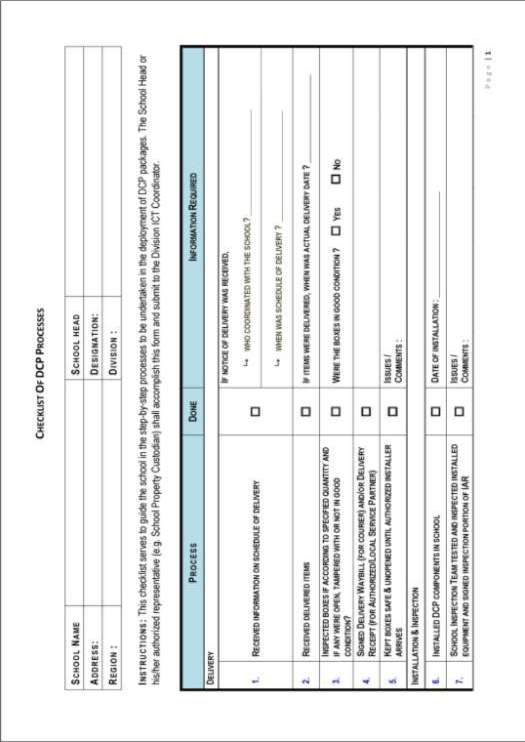 CHECKLIST OF DCP PROCESSES
SCHOOL NAME
SCHOOL HEAD
ADDRESS:
DESIGNATION:
REGION :
DIVISION :
INSTRUCTIONS: This checklist serves to guide the school in the step-by-step processes to be undertaken in the deployment of DCP packages. The School Head or
his/her authorized representative (e.g. School Property Custodian) shall accomplish this form and submit to the Division ICT Coordinator.
PROCESS DONE INFORMATION REQUIRED
DELIVERY
1. RECEIVED INFORMATION ON SCHEDULE OF DELIVERY
IF NOTICE OF DELIVERY WAS RECEIVED,
↳ WHO COORDINATED WITH THE SCHOOL?
↳ WHEN WAS SCHEDULE OF DELIVERY ?
2. RECEIVED DELIVERED ITEMS
IF ITEMS WERE DELIVERED, WHEN WAS ACTUAL DELIVERY DATE ?
3. INSPECTED BOXES IF ACCORDING TO SPECIFIED QUANTITY AND
IF ANY WERE OPEN, TAMPERED WITH OR NOT IN GOOD
CONDITION?
WERE THE BOXES IN GOOD CONDITION ? ☐ YES ☐ NO
4. SIGNED DELIVERY WAYBILL (FOR COURIER) AND/OR DELIVERY
RECEIPT (FOR AUTHORIZED/LOCAL SERVICE PARTNER)
5. KEPT BOXES SAFE & UNOPENED UNTIL AUTHORIZED INSTALLER
ARRIVES
ISSUES /
COMMENTS :
INSTALLATION & INSPECTION
6. INSTALLED DCP COMPONENTS IN SCHOOL
DATE OF INSTALLATION :
7. SCHOOL INSPECTION TEAM TESTED AND INSPECTED INSTALLED
EQUIPMENT AND SIGNED INSPECTION PORTION OF IAR
ISSUES /
COMMENTS :
Page | 1